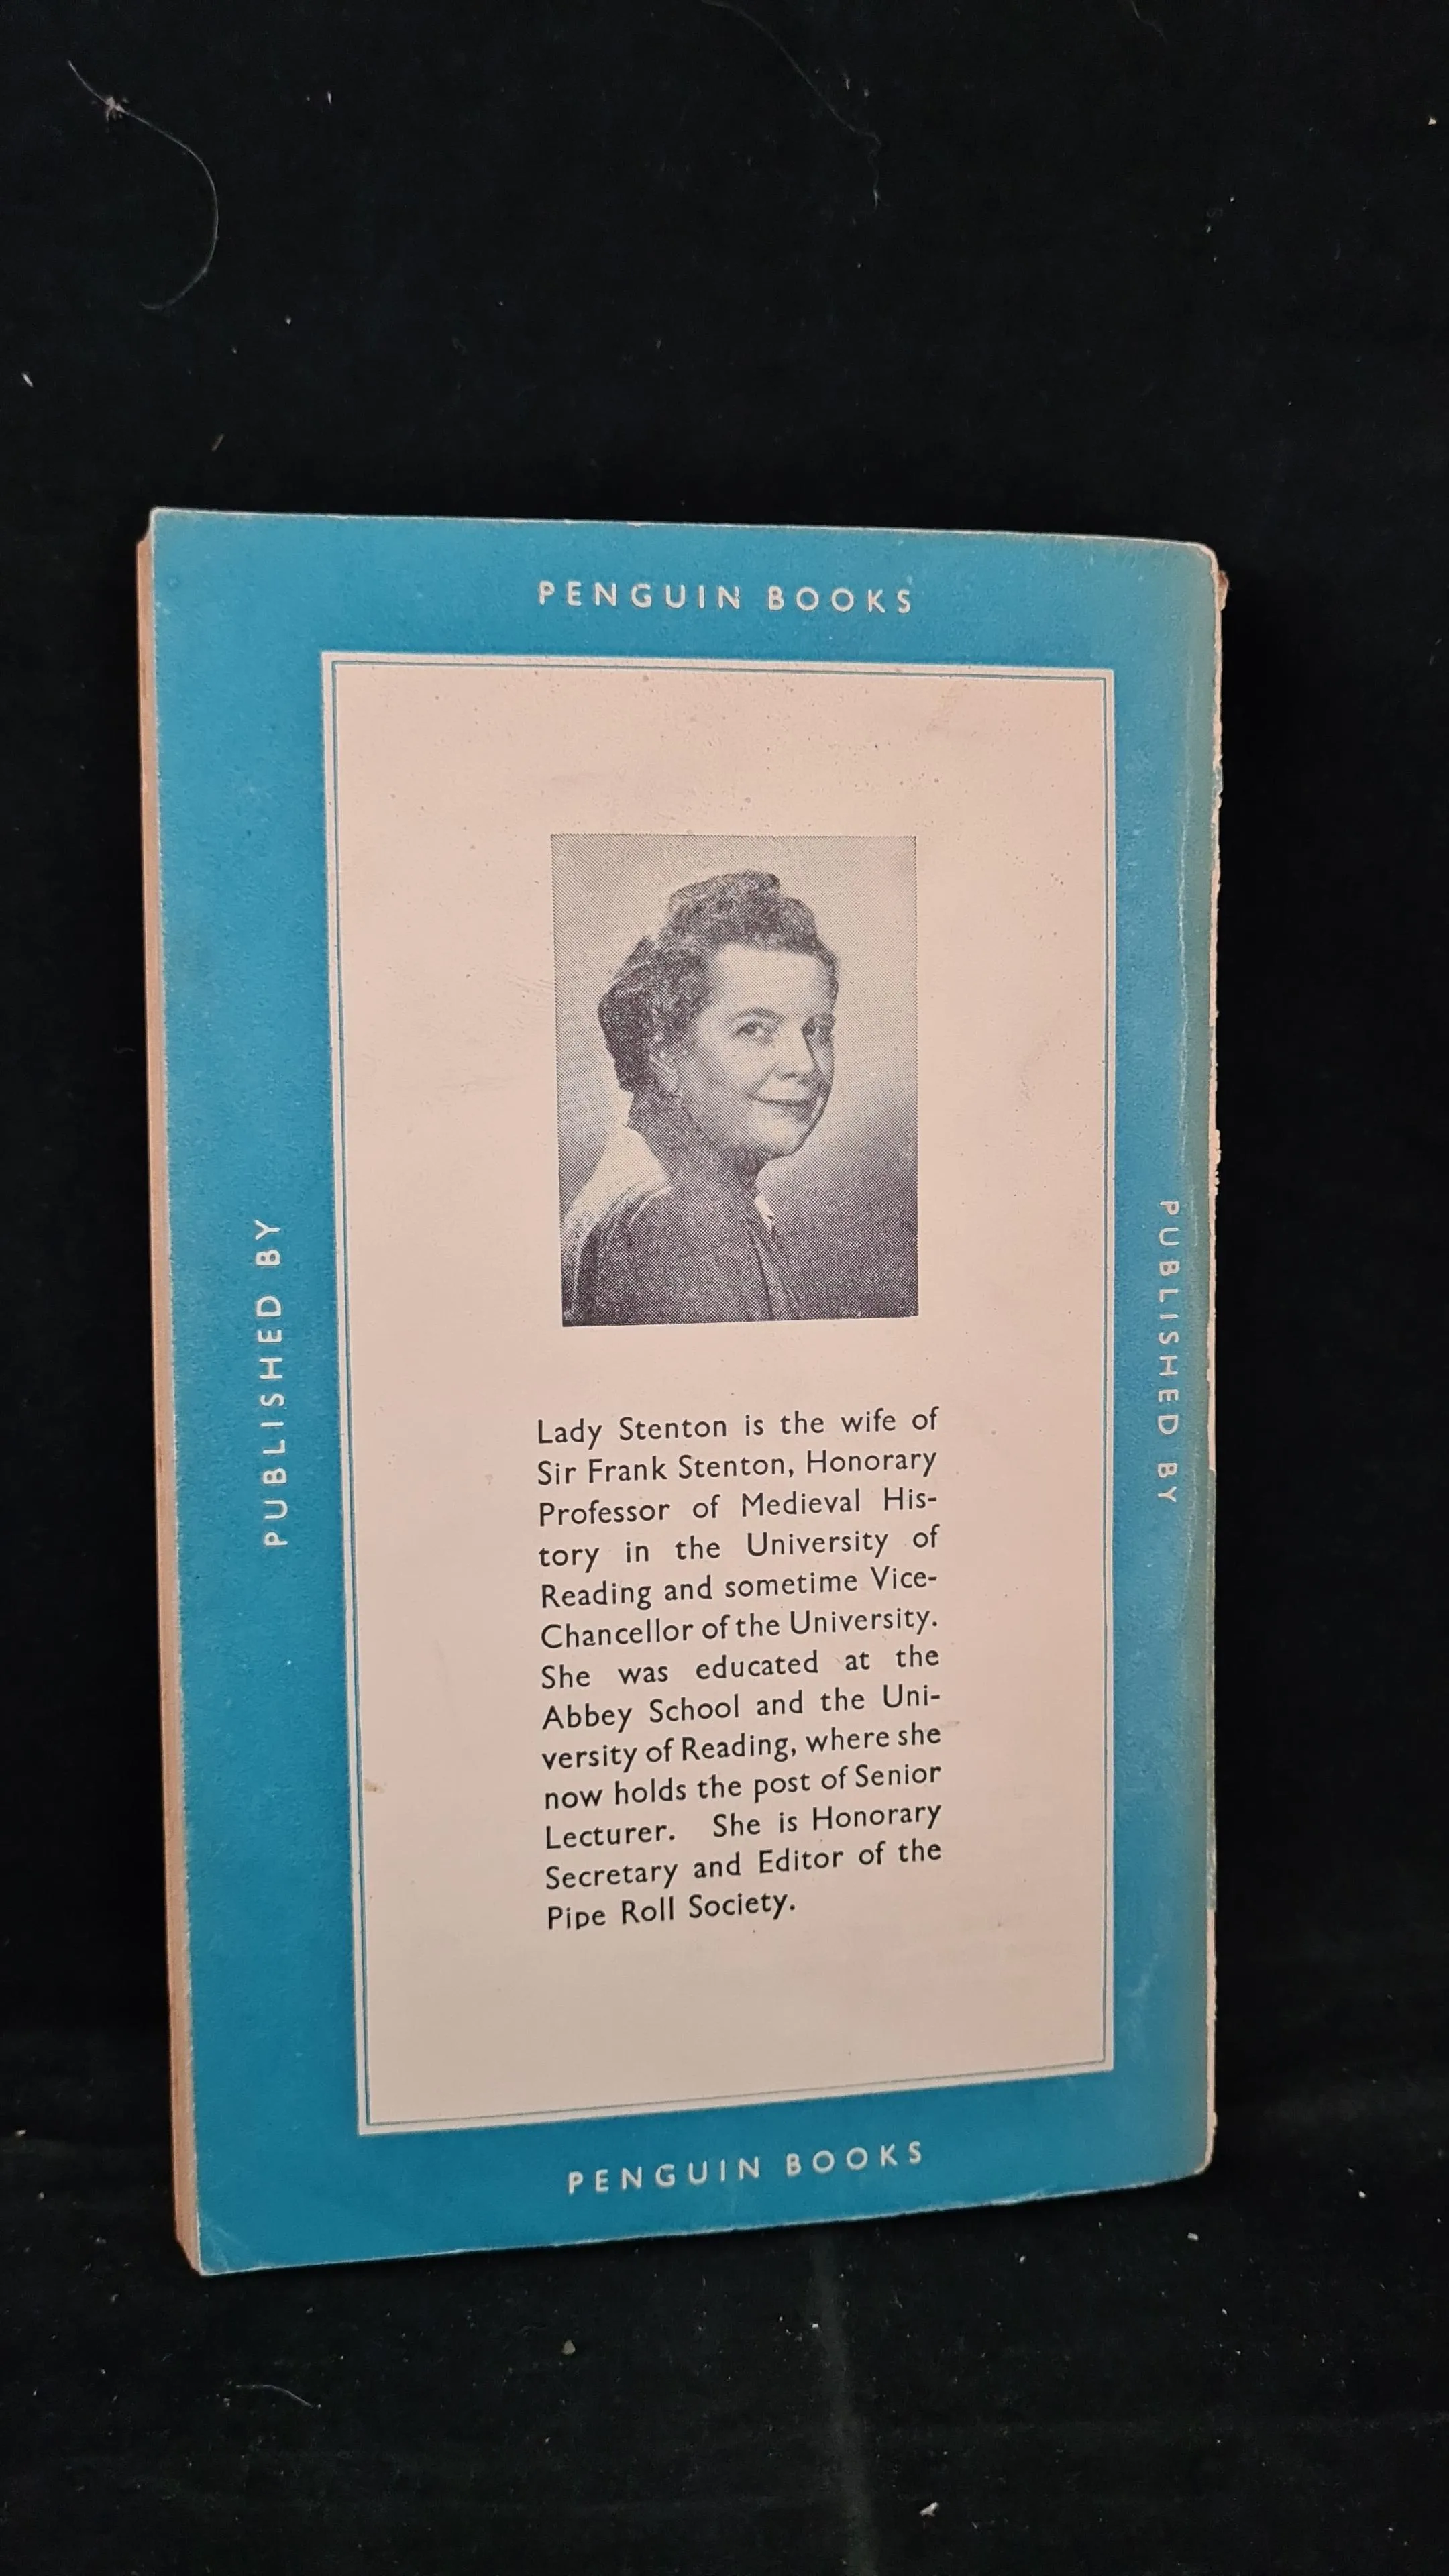 PENGUIN BOOKS
PUBLISHED BY
PUBLISHED BY
Lady Stenton is the wife of
Sir Frank Stenton, Honorary
Professor of Medieval His-
tory in the University of
Reading and sometime Vice-
Chancellor of the University.
She was educated at the
Abbey School and the Uni-
versity of Reading, where she
now holds the post of Senior
Lecturer. She is Honorary
Secretary and Editor of the
Pipe Roll Society.
PENGUIN BOOKS